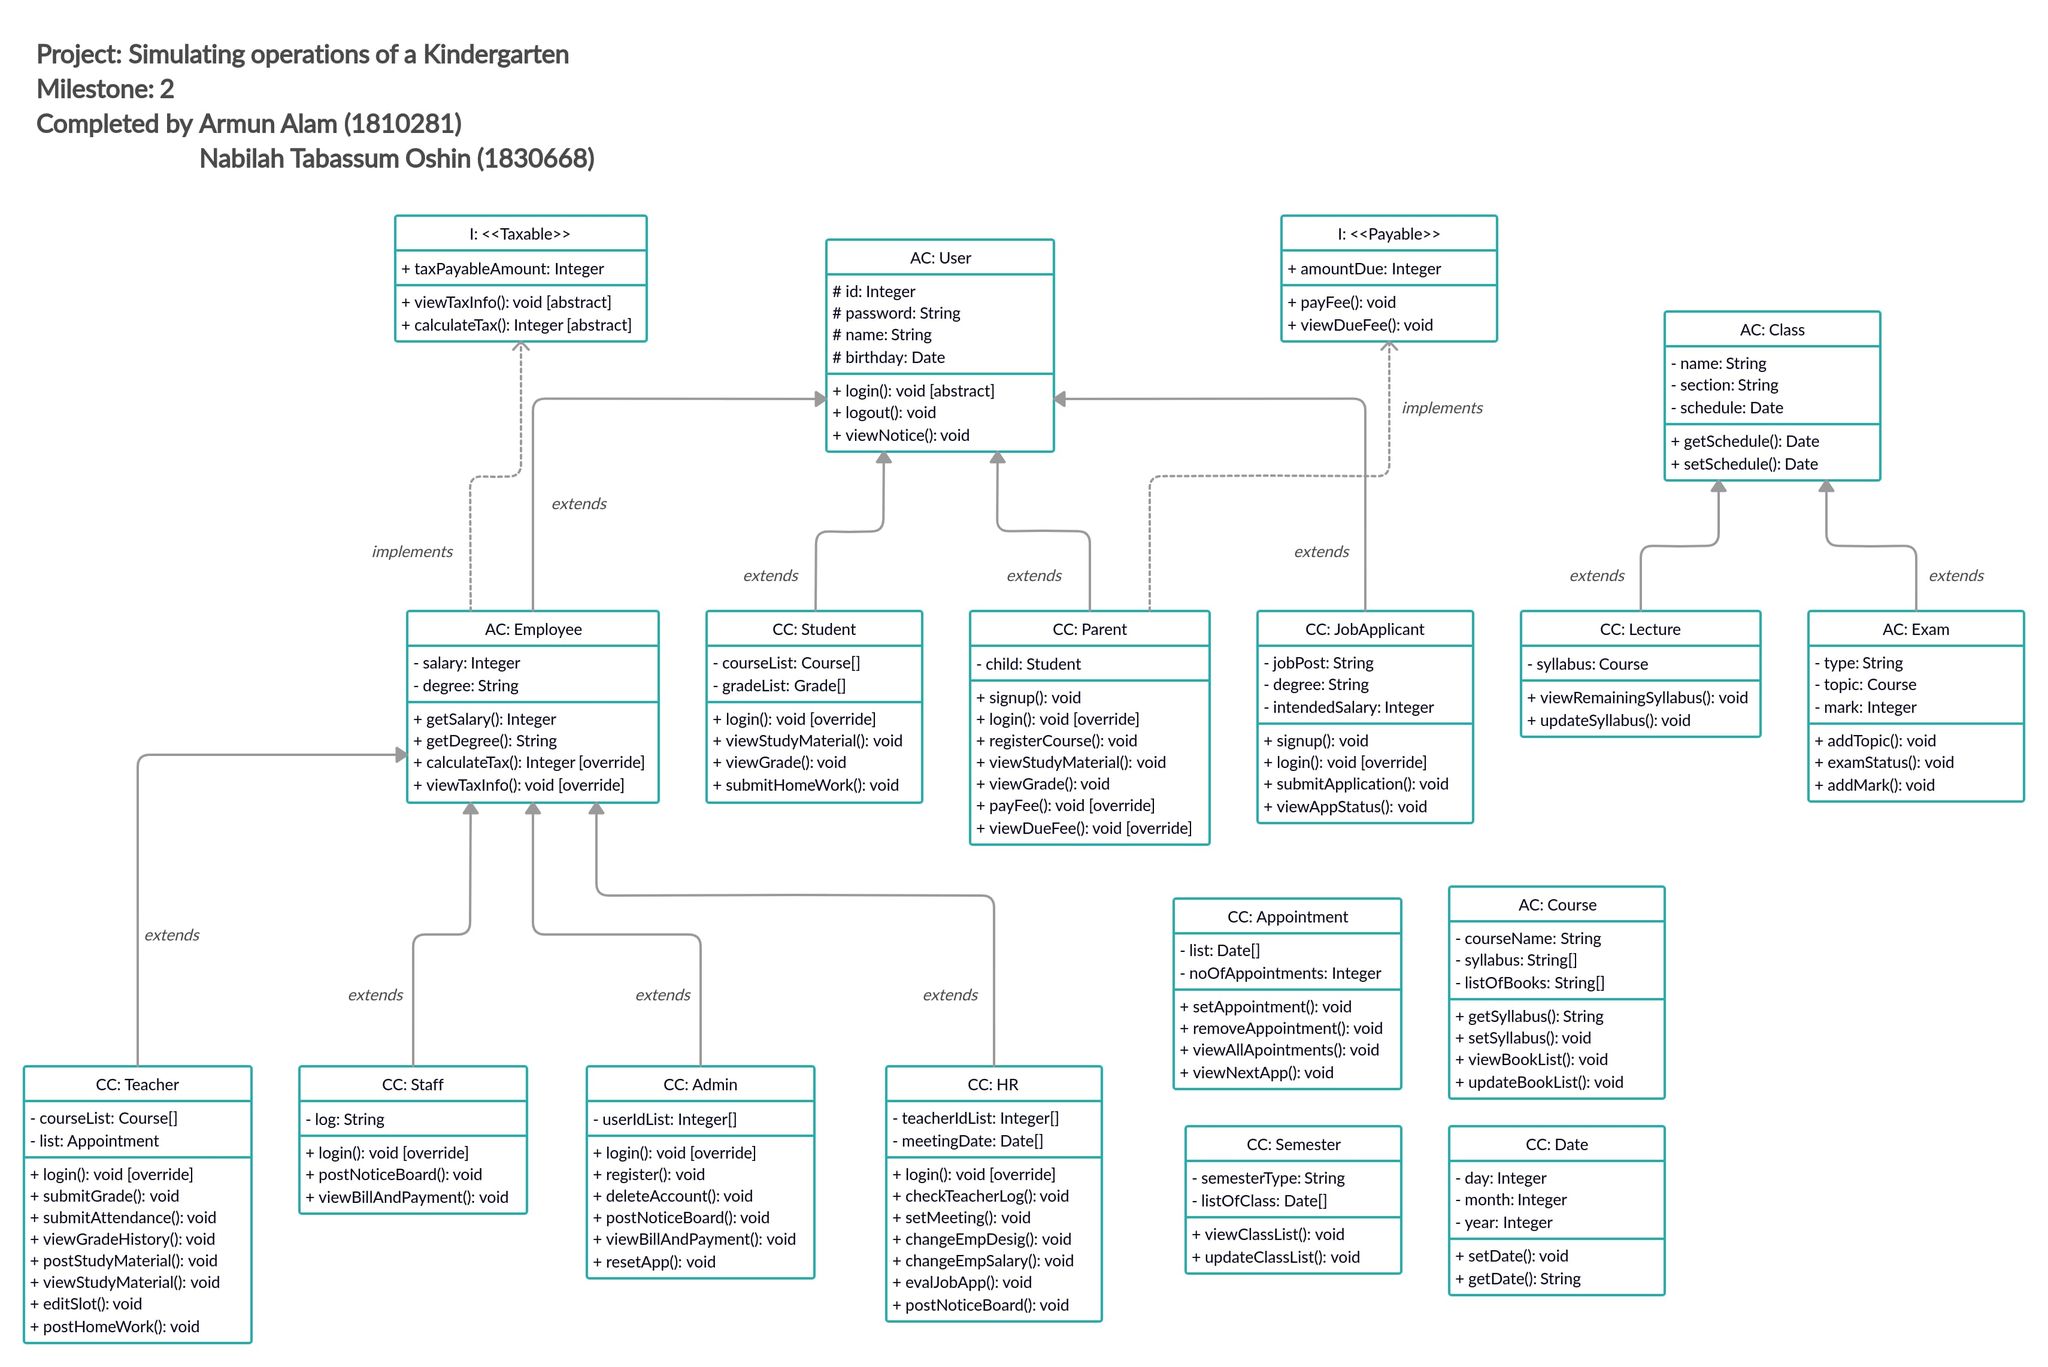 Project: Simulating operations of a Kindergarten
Milestone: 2
Completed by Armun Alam (1810281)
Nabilah Tabassum Oshin (1830668)
I: <<Taxable>>
+ taxPayableAmount: Integer
+ viewTaxInfo(): void [abstract]
+ calculateTax(): Integer [abstract]
AC: User
# id: Integer
# password: String
# name: String
# birthday: Date
+ login(): void [abstract]
+ logout(): void
+ viewNotice(): void
I: <<Payable>>
+ amountDue: Integer
+ payFee(): void
+ viewDueFee(): void
AC: Class
- name: String
- section: String
- schedule: Date
+ getSchedule(): Date
+ setSchedule(): Date
implements
extends
implements
extends
extends
extends
extends
extends
AC: Employee
- salary: Integer
- degree: String
+ getSalary(): Integer
+ getDegree(): String
+ calculateTax(): Integer [override]
+ viewTaxInfo(): void [override]
CC: Student
- courseList: Course[]
- gradeList: Grade[]
+ login(): void [override]
+ viewStudyMaterial(): void
+ viewGrade(): void
+ submitHomeWork(): void
CC: Parent
- child: Student
+ signup(): void
+ login(): void [override]
+ registerCourse(): void
+ viewStudyMaterial(): void
+ viewGrade(): void
+ payFee(): void [override]
+ viewDueFee(): void [override]
CC: JobApplicant
- jobPost: String
- degree: String
- intendedSalary: Integer
+ signup(): void
+ login(): void [override]
+ submitApplication(): void
+ viewAppStatus(): void
CC: Lecture
- syllabus: Course
+ viewRemainingSyllabus(): void
+ updateSyllabus(): void
AC: Exam
- type: String
- topic: Course
- mark: Integer
+ addTopic(): void
+ examStatus(): void
+ addMark(): void
extends
extends
extends
extends
CC: Teacher
- courseList: Course[]
- list: Appointment
+ login(): void [override]
+ submitGrade(): void
+ submitAttendance(): void
+ viewGradeHistory(): void
+ postStudyMaterial(): void
+ viewStudyMaterial(): void
+ editSlot(): void
+ postHomeWork(): void
CC: Staff
- log: String
+ login(): void [override]
+ postNoticeBoard(): void
+ viewBillAndPayment(): void
CC: Admin
- userIdList: Integer[]
+ login(): void [override]
+ register(): void
+ deleteAccount(): void
+ postNoticeBoard(): void
+ viewBillAndPayment(): void
+ resetApp(): void
CC: HR
- teacherIdList: Integer[]
- meetingDate: Date[]
+ login(): void [override]
+ checkTeacherLog(): void
+ setMeeting(): void
+ changeEmpDesig(): void
+ changeEmpSalary(): void
+ evalJobApp(): void
+ postNoticeBoard(): void
CC: Appointment
- list: Date[]
- noOfAppointments: Integer
+ setAppointment(): void
+ removeAppointment(): void
+ viewAllApointments(): void
+ viewNextApp(): void
AC: Course
- courseName: String
- syllabus: String[]
- listOfBooks: String[]
+ getSyllabus(): String
+ setSyllabus(): void
+ viewBookList(): void
+ updateBookList(): void
CC: Semester
- semesterType: String
- listOfClass: Date[]
+ viewClassList(): void
+ updateClassList(): void
CC: Date
- day: Integer
- month: Integer
- year: Integer
+ setDate(): void
+ getDate(): String